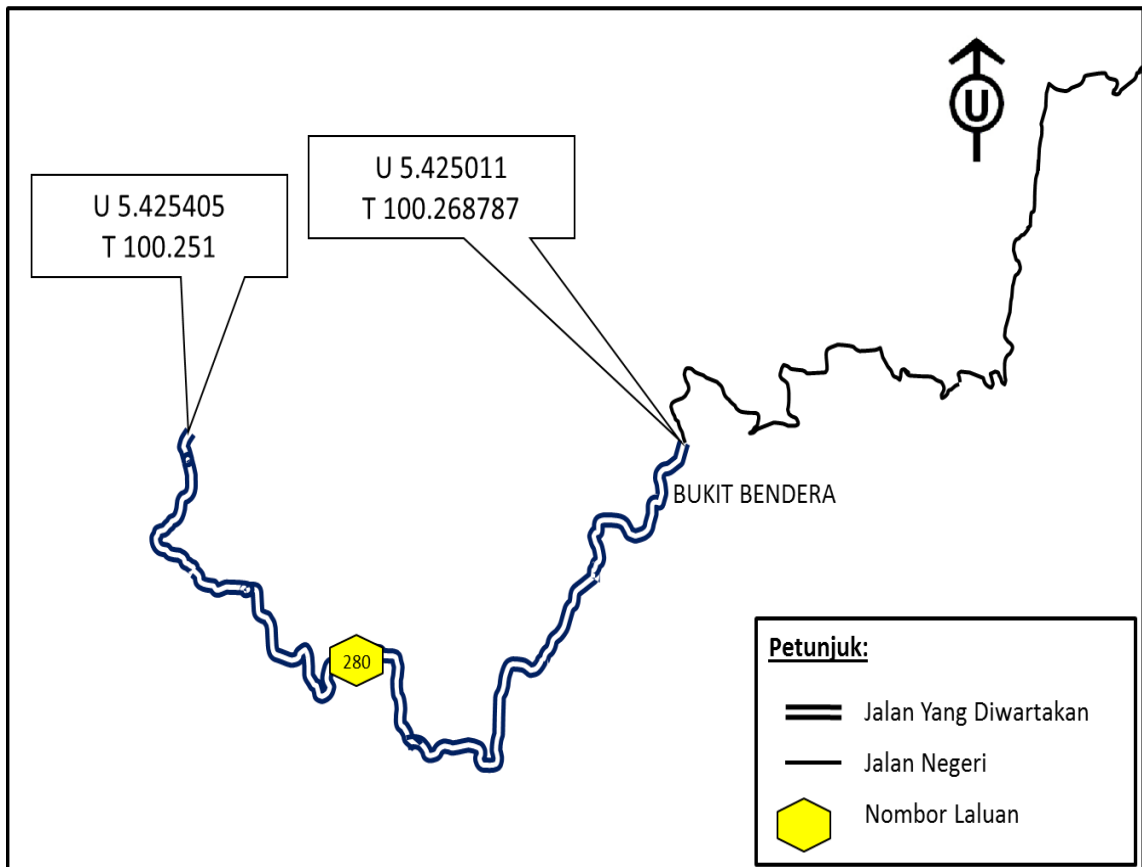 U
U 5.425011
T 100.268787
U 5.425405
T 100.251
BUKIT BENDERA
280
Petunjuk:
Jalan Yang Diwartakan
Jalan Negeri
Nombor Laluan